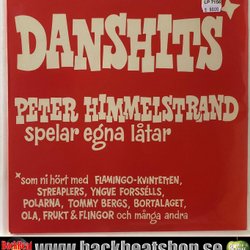 DANSHITS*
PETER HIMMELSTRAND
spelar egna låtar
*som ni hört med FLAMINGO-KVINTETTEN,
STREAPLERS, YNGVE FORSSÉLLS,
POLARNA, TOMMY BERGS, BORTALAGET,
OLA, FRUKT & FLINGOR och många andra
www.backbeatshop.se